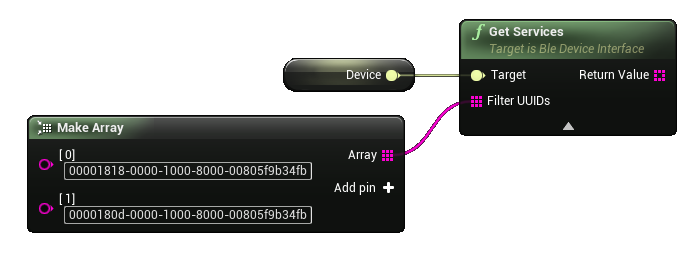 f Get Services
Target is Ble Device Interface
Device
Target Return Value
Filter UUIDs
Make Array
[ 0]
00001818-0000-1000-8000-00805f9b34fb
Array
Add pin
[ 1]
0000180d-0000-1000-8000-00805f9b34fb